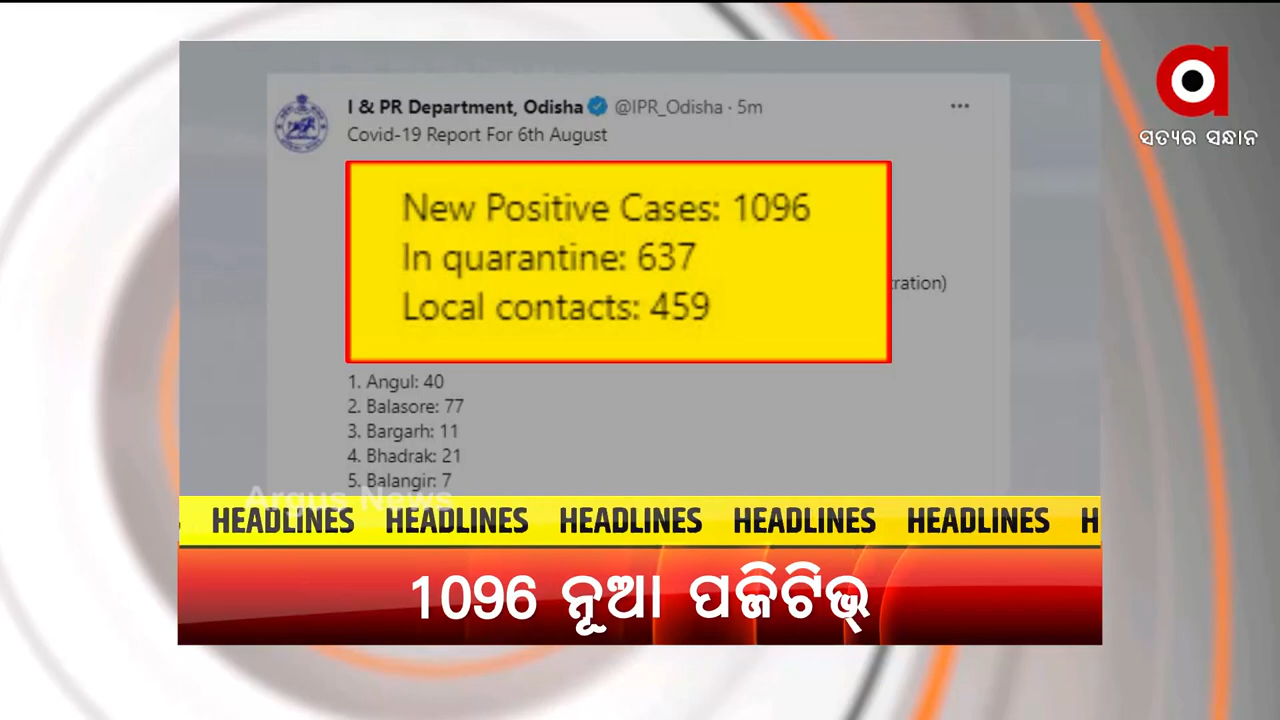 I & PR Department, Odisha @IPR_Odisha · 5m
Covid-19 Report For 6th August
ସତ୍ୟର ସନ୍ଧାନ
New Positive Cases: 1096
In quarantine: 637
Local contacts: 459
1. Angul: 40
2. Balasore: 77
3. Bargarh: 11
4. Bhadrak: 21
5. Balangir: 7
Argus News
HEADLINES HEADLINES HEADLINES HEADLINES HEADLINES H
1096 ନୂଆ ପଜିଟିଭ୍